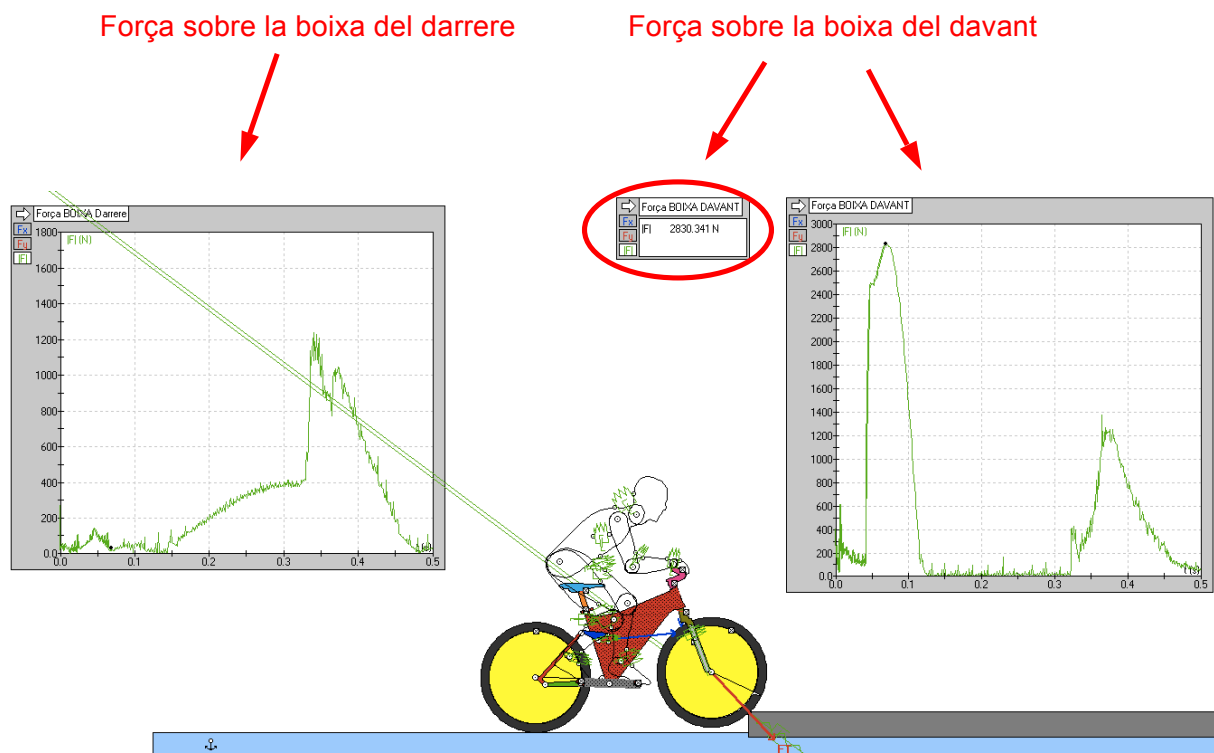 Força sobre la boixa del darrere
Força sobre la boixa del davant
Força BOIXA Darrere
Fx
Fy
|F|
|F| (N)
1800
1600
1400
1200
1000
800
600
400
200
0.0
0.0
0.1
0.2
0.3
0.4
0.5
t (s)
Força BOIXA DAVANT
Fx
Fy
|F|
|F| 2830.341 N
Força BOIXA DAVANT
Fx
Fy
|F|
|F| (N)
3000
2800
2600
2400
2200
2000
1800
1600
1400
1200
1000
800
600
400
200
0.0
0.0
0.1
0.2
0.3
0.4
0.5
t (s)